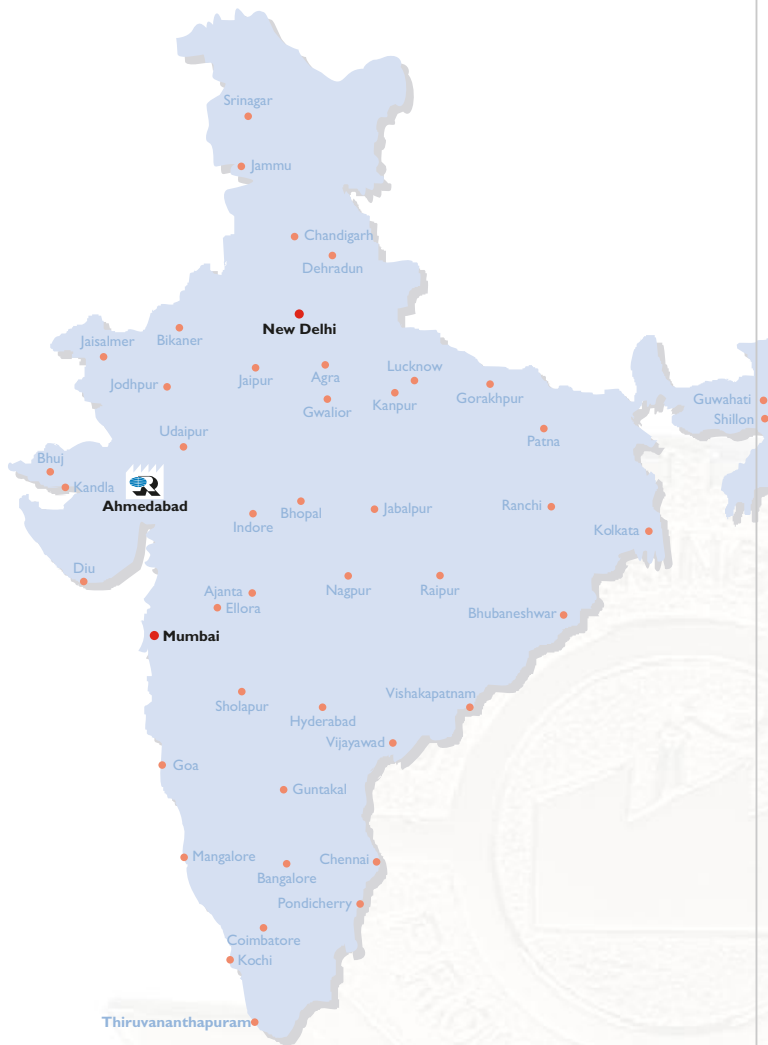 Srinagar
Jammu
Chandigarh
Dehradun
New Delhi
Bikaner
Jaisalmer
Jaipur
Agra
Lucknow
Jodhpur
Kanpur
Gorakhpur
Guwahati
Gwalior
Shillon
Udaipur
Patna
Bhuj
Kandla
R
Ahmedabad
Indore
Bhopal
Jabalpur
Ranchi
Kolkata
Diu
Ajanta
Ellora
Nagpur
Raipur
Bhubaneshwar
Mumbai
Sholapur
Hyderabad
Vishakapatnam
Vijayawad
Goa
Guntakal
Mangalore
Bangalore
Chennai
Pondicherry
Coimbatore
Kochi
Thiruvananthapuram